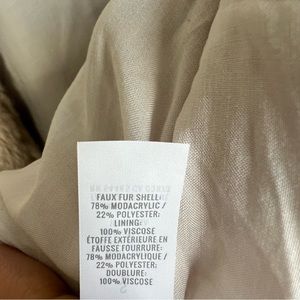 FAUX FUR SHELL:
78% MODACRYLIC /
22% POLYESTER;
LINING:
100% VISCOSE
ÉTOFFE EXTÉRIEURE EN
FAUSSE FOURRURE:
78% MODACRYLIQUE /
22% POLYESTER;
DOUBLURE:
100% VISCOSE